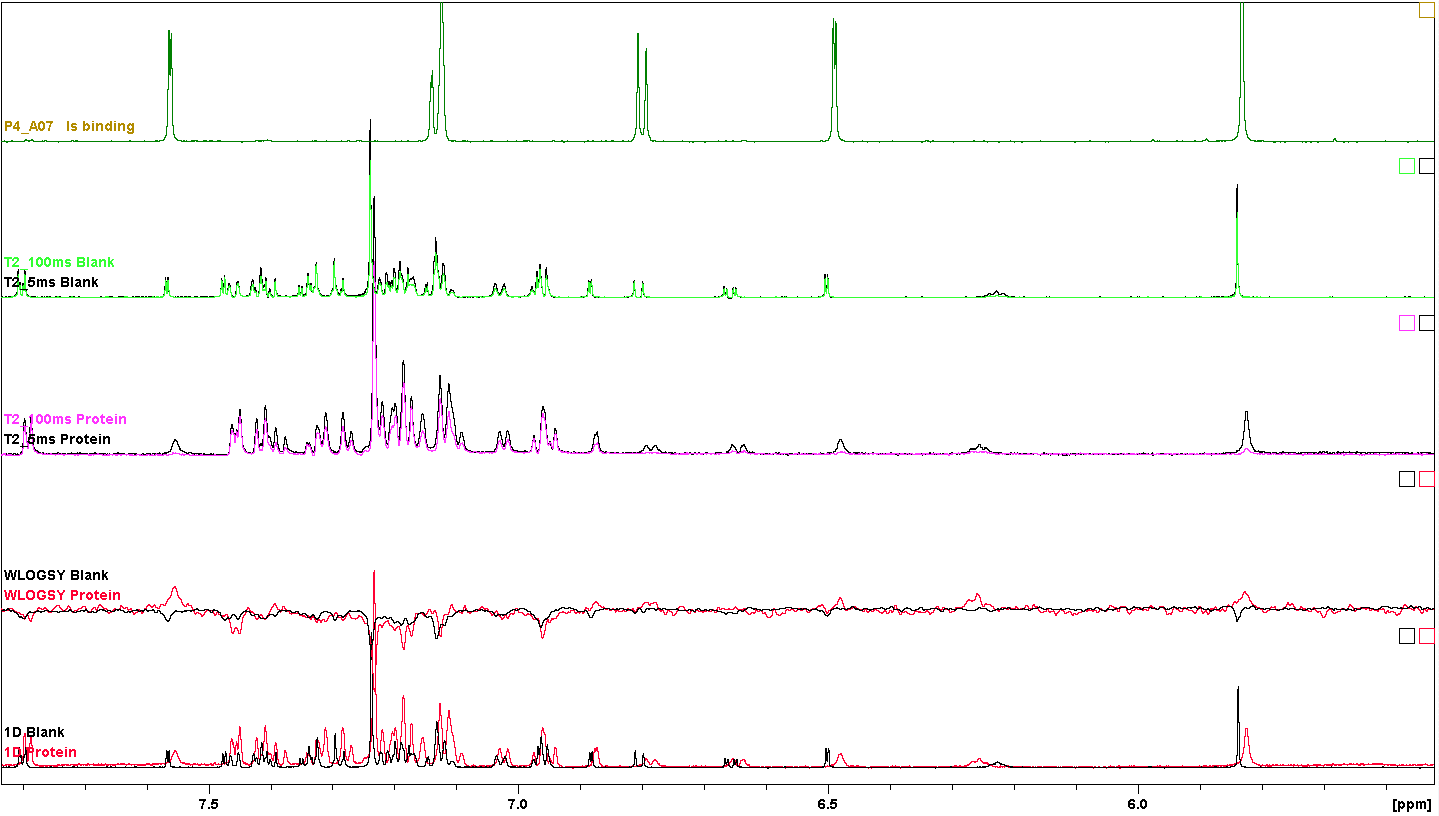 P4_A07 Is binding
T2_100ms Blank
T2_5ms Blank
T2_100ms Protein
T2_5ms Protein
WLOGSY Blank
WLOGSY Protein
1D Blank
1D Protein
7.5 7.0 6.5 6.0 [ppm]